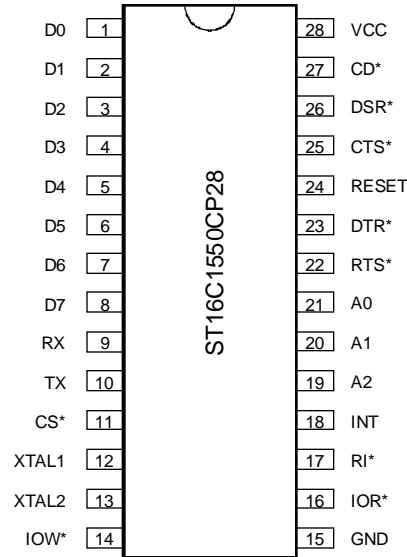 D0 1 28 VCC
D1 2 27 CD*
D2 3 26 DSR*
D3 4 25 CTS*
D4 5 24 RESET
D5 6 23 DTR*
D6 7 22 RTS*
D7 8 21 A0
RX 9 20 A1
TX 10 19 A2
CS* 11 18 INT
XTAL1 12 17 RI*
XTAL2 13 16 IOR*
IOW* 14 15 GND
ST16C1550CP28